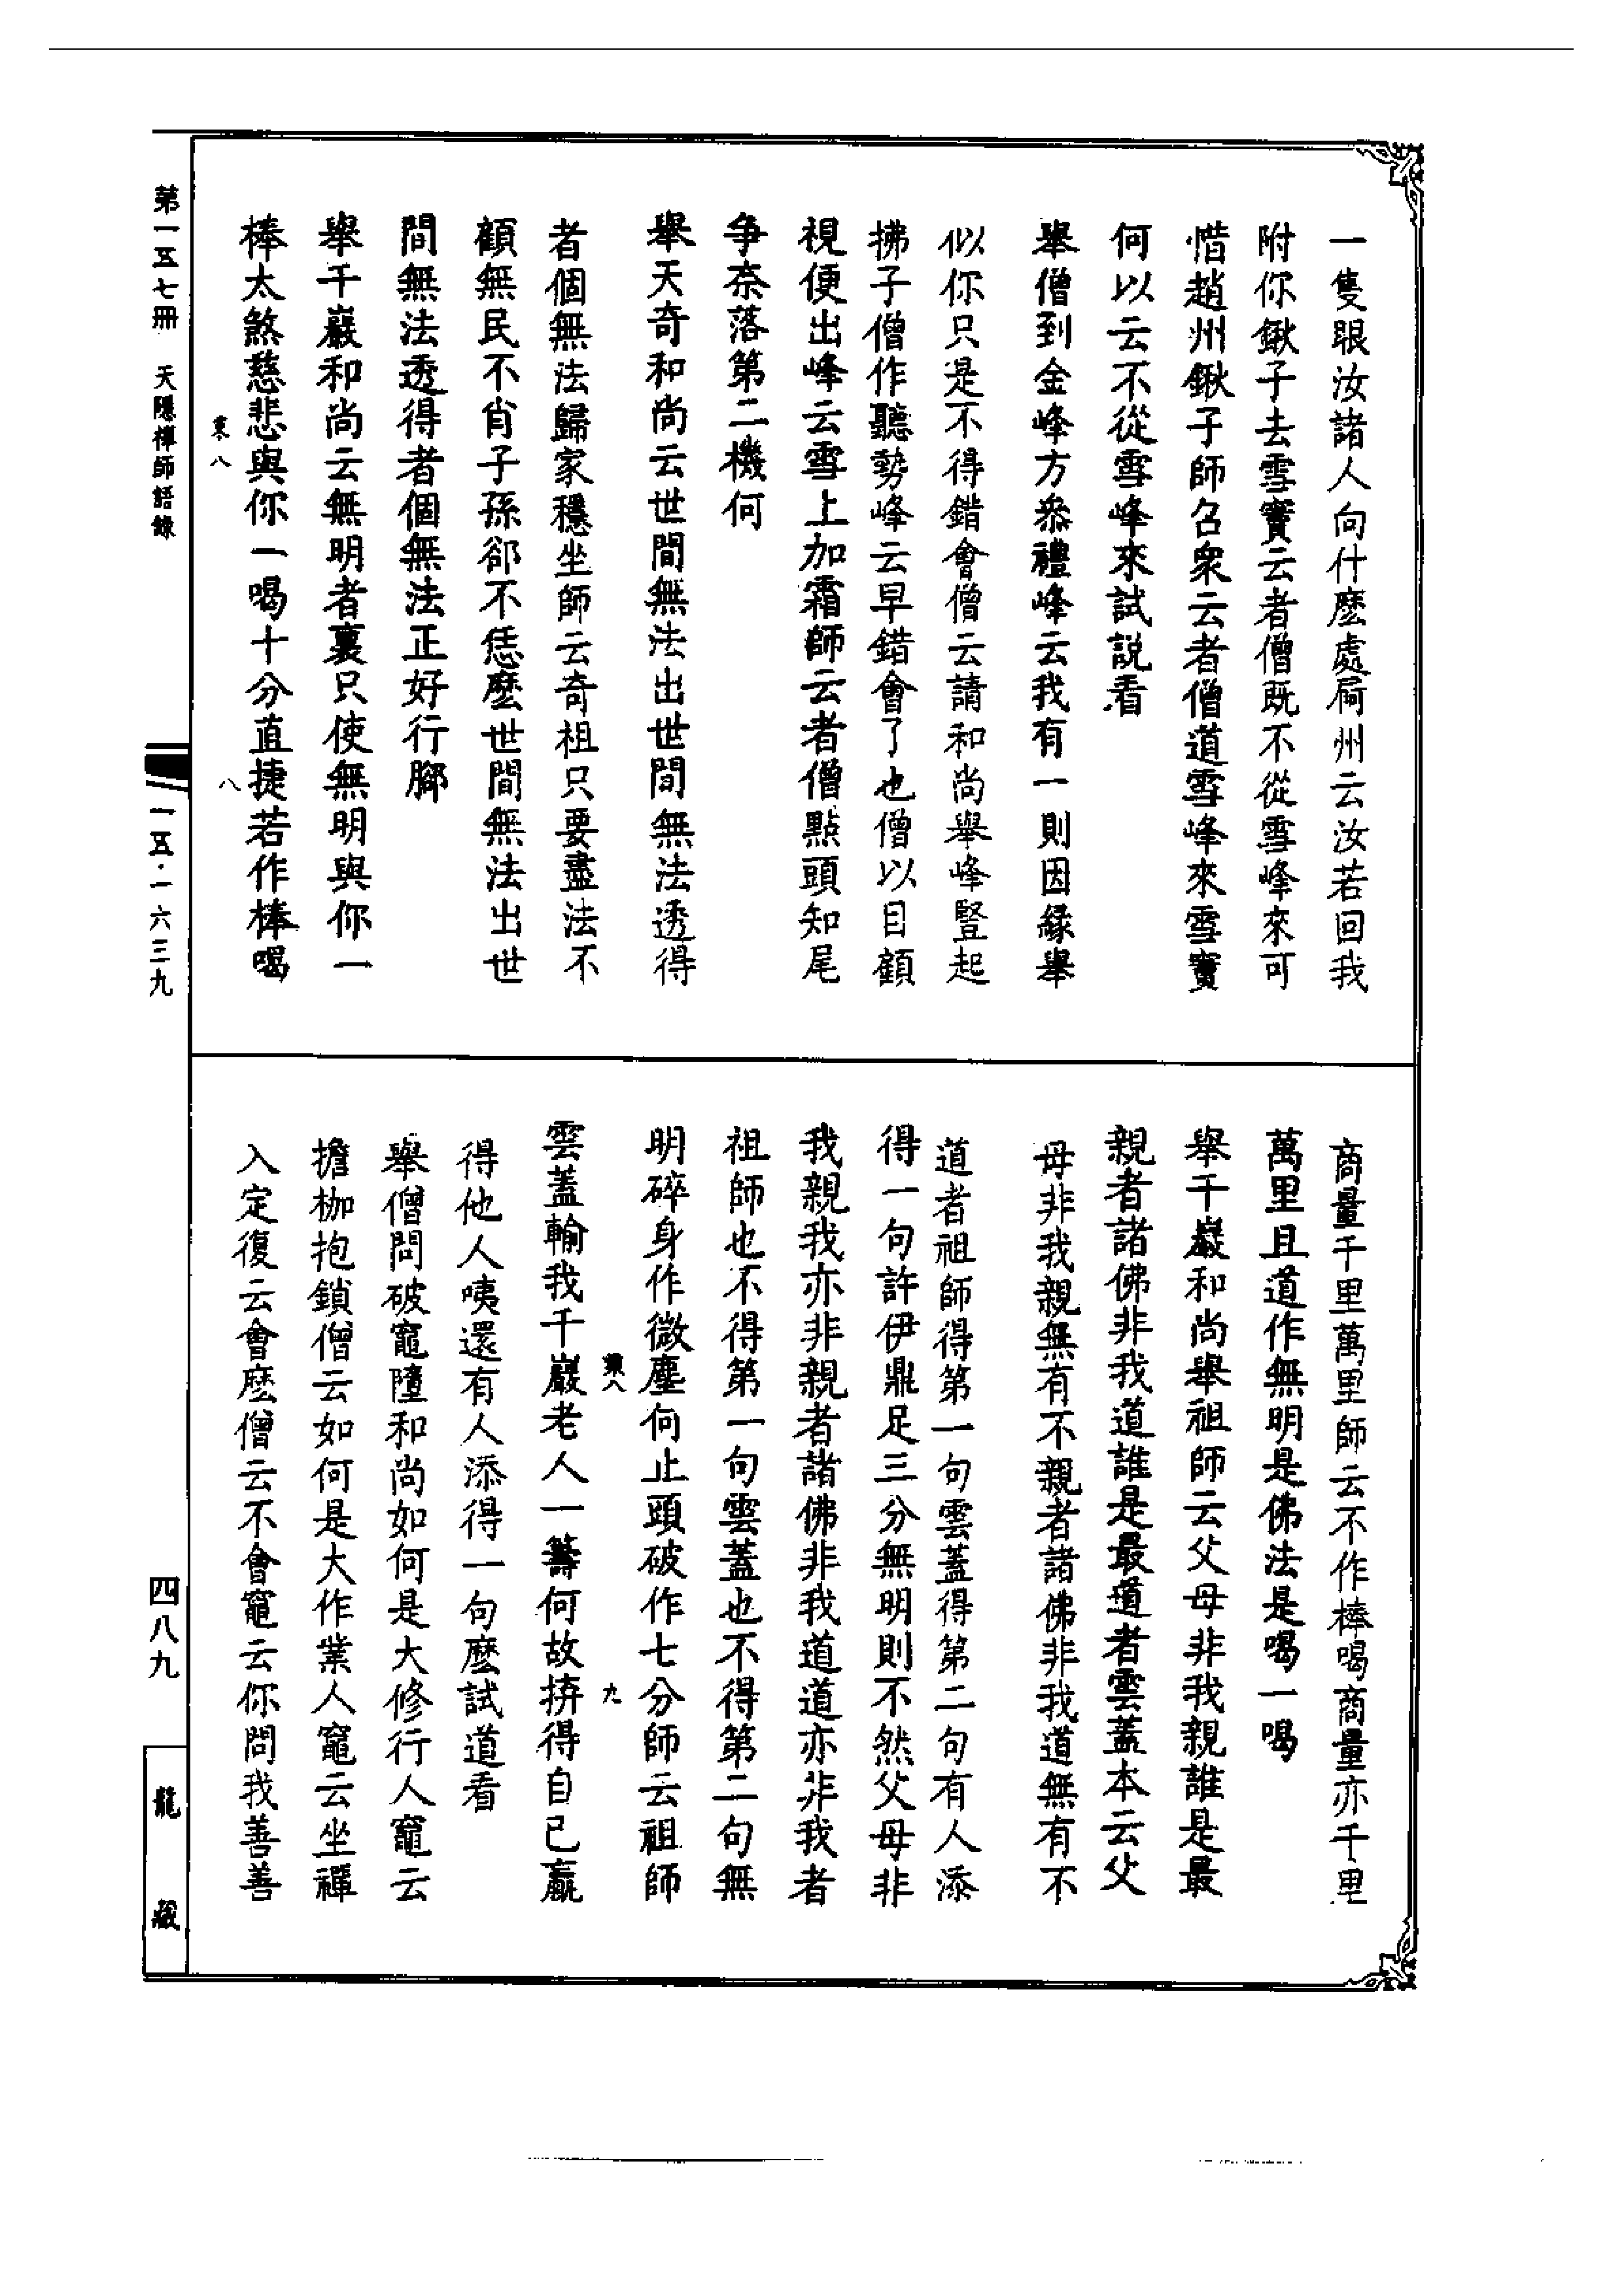 一隻眼汝諸人向什麼處屙州云汝若回我
附你鍬子去雪竇云者僧既不從雪峰來可
惜趙州鍬子師召衆云者僧道雪峰來雪竇
何以云不從雪峰來試説看
舉僧到金峰方叅禮峰云我有一則因緣舉
似你只是不得錯會僧云請和尚舉峰豎起
拂子僧作聽勢峰云早錯會了也僧以目顧
視便出峰云雪上加霜師云者僧點頭知尾
争奈落第二機何
舉天奇和尚云世間無法出世間無法透得
者個無法歸家穩坐師云奇祖只要盡法不
顧無民不肖子孫卻不恁麼世間無法出世
間無法透得者個無法正好行腳
舉千巖和尚云無明者裏只使無明與你一
棒太煞慈悲與你一喝十分直捷若作棒喝
商量千里萬里師云不作棒喝商量亦千里
萬里且道作無明是佛法是喝一喝
舉千巖和尚舉祖師云父母非我親誰是最
親者諸佛非我道誰是最道者雲蓋本云父
母非我親無有不親者諸佛非我道無有不
道者祖師得第一句雲蓋得第二句有人添
得一句許伊鼎足三分無明則不然父母非
我親我亦非親者諸佛非我道道亦非我者
祖師也不得第一句雲蓋也不得第二句無
明碎身作微塵何止頭破作七分師云祖師
雲蓋輸我千巖老人一籌何故拚得自己贏
得他人咦還有人添得一句麼試道看
舉僧問破竈墮和尚如何是大修行人竈云
擔枷抱鎖僧云如何是大作業人竈云坐禪
入定復云會麼僧云不會竈云你問我善善
第一五七冊 天隱禪師語錄
一五·一六三九
四八九
龍藏
八
九